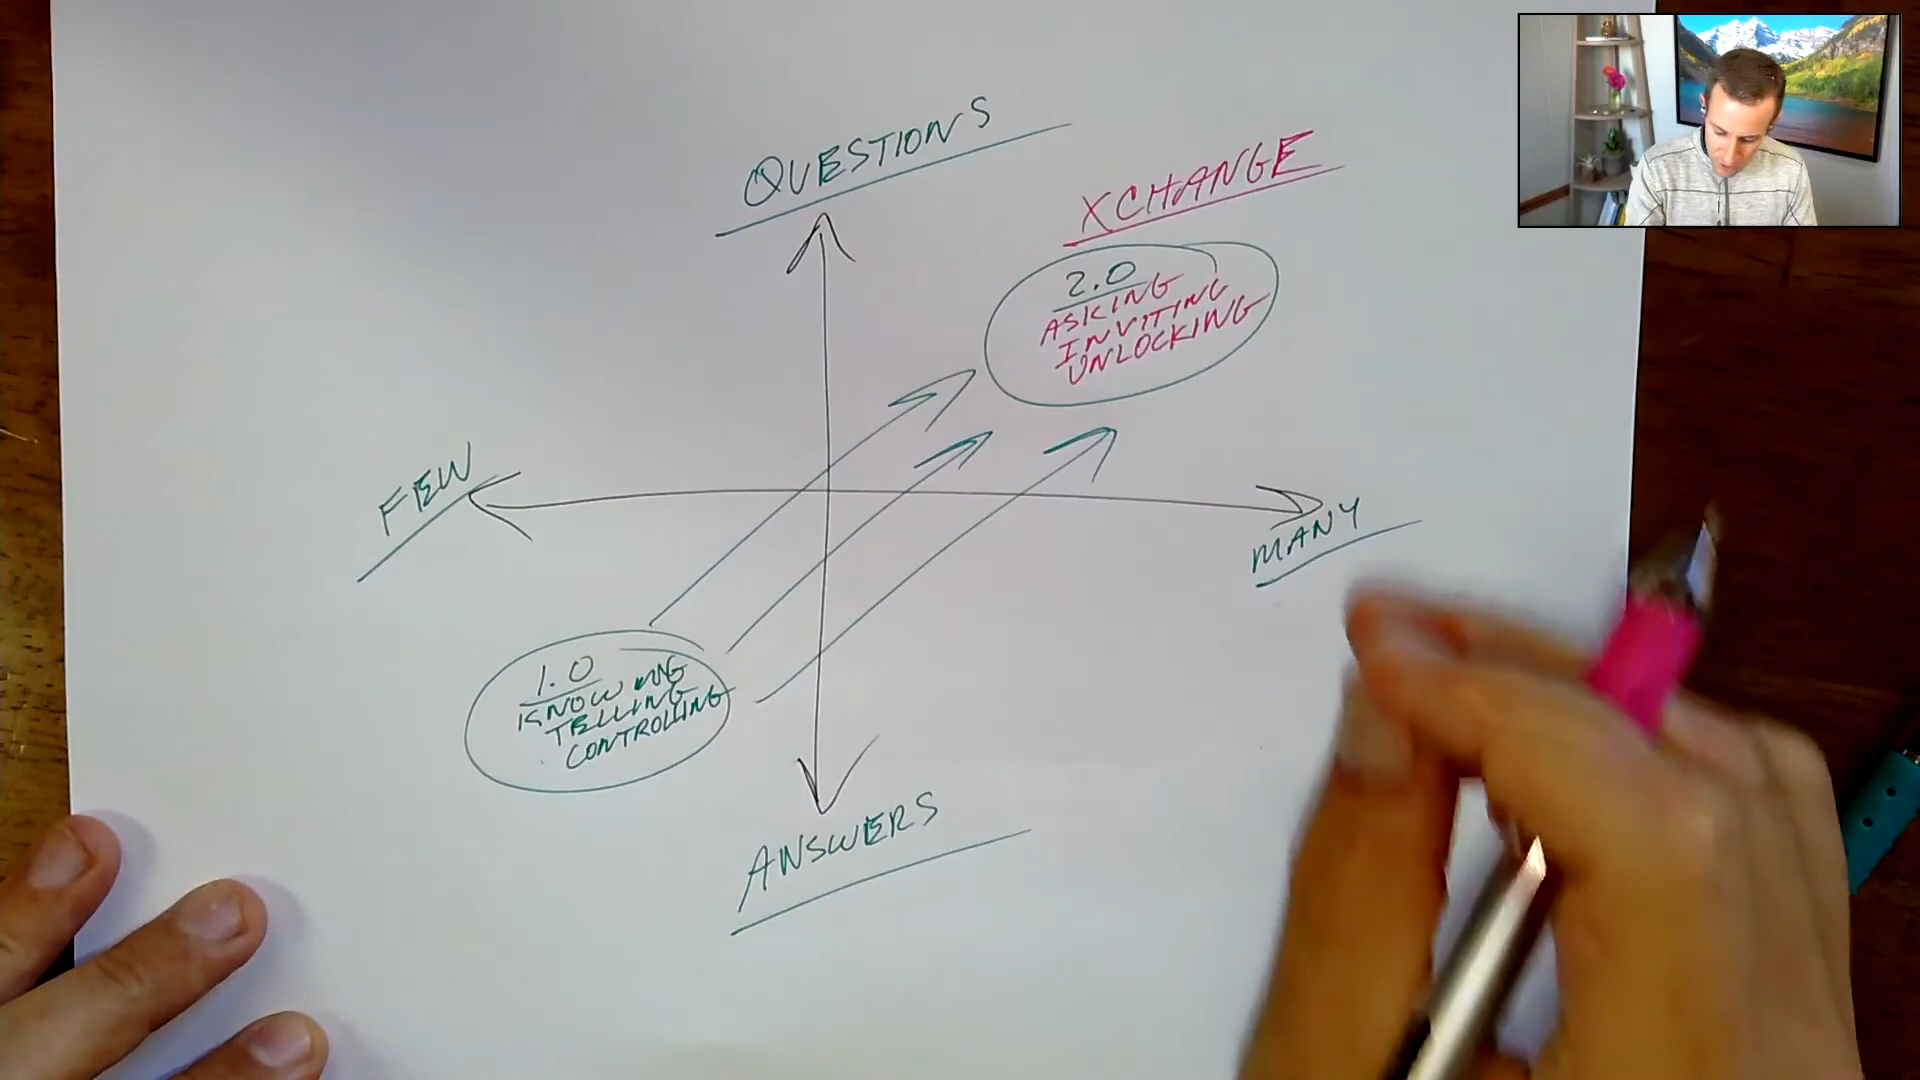 QUESTIONS
XCHANGE
2.0
ASKING
INVITING
UNLOCKING
FEW
MANY
1.0
KNOWING
TELLING
CONTROLLING
ANSWERS